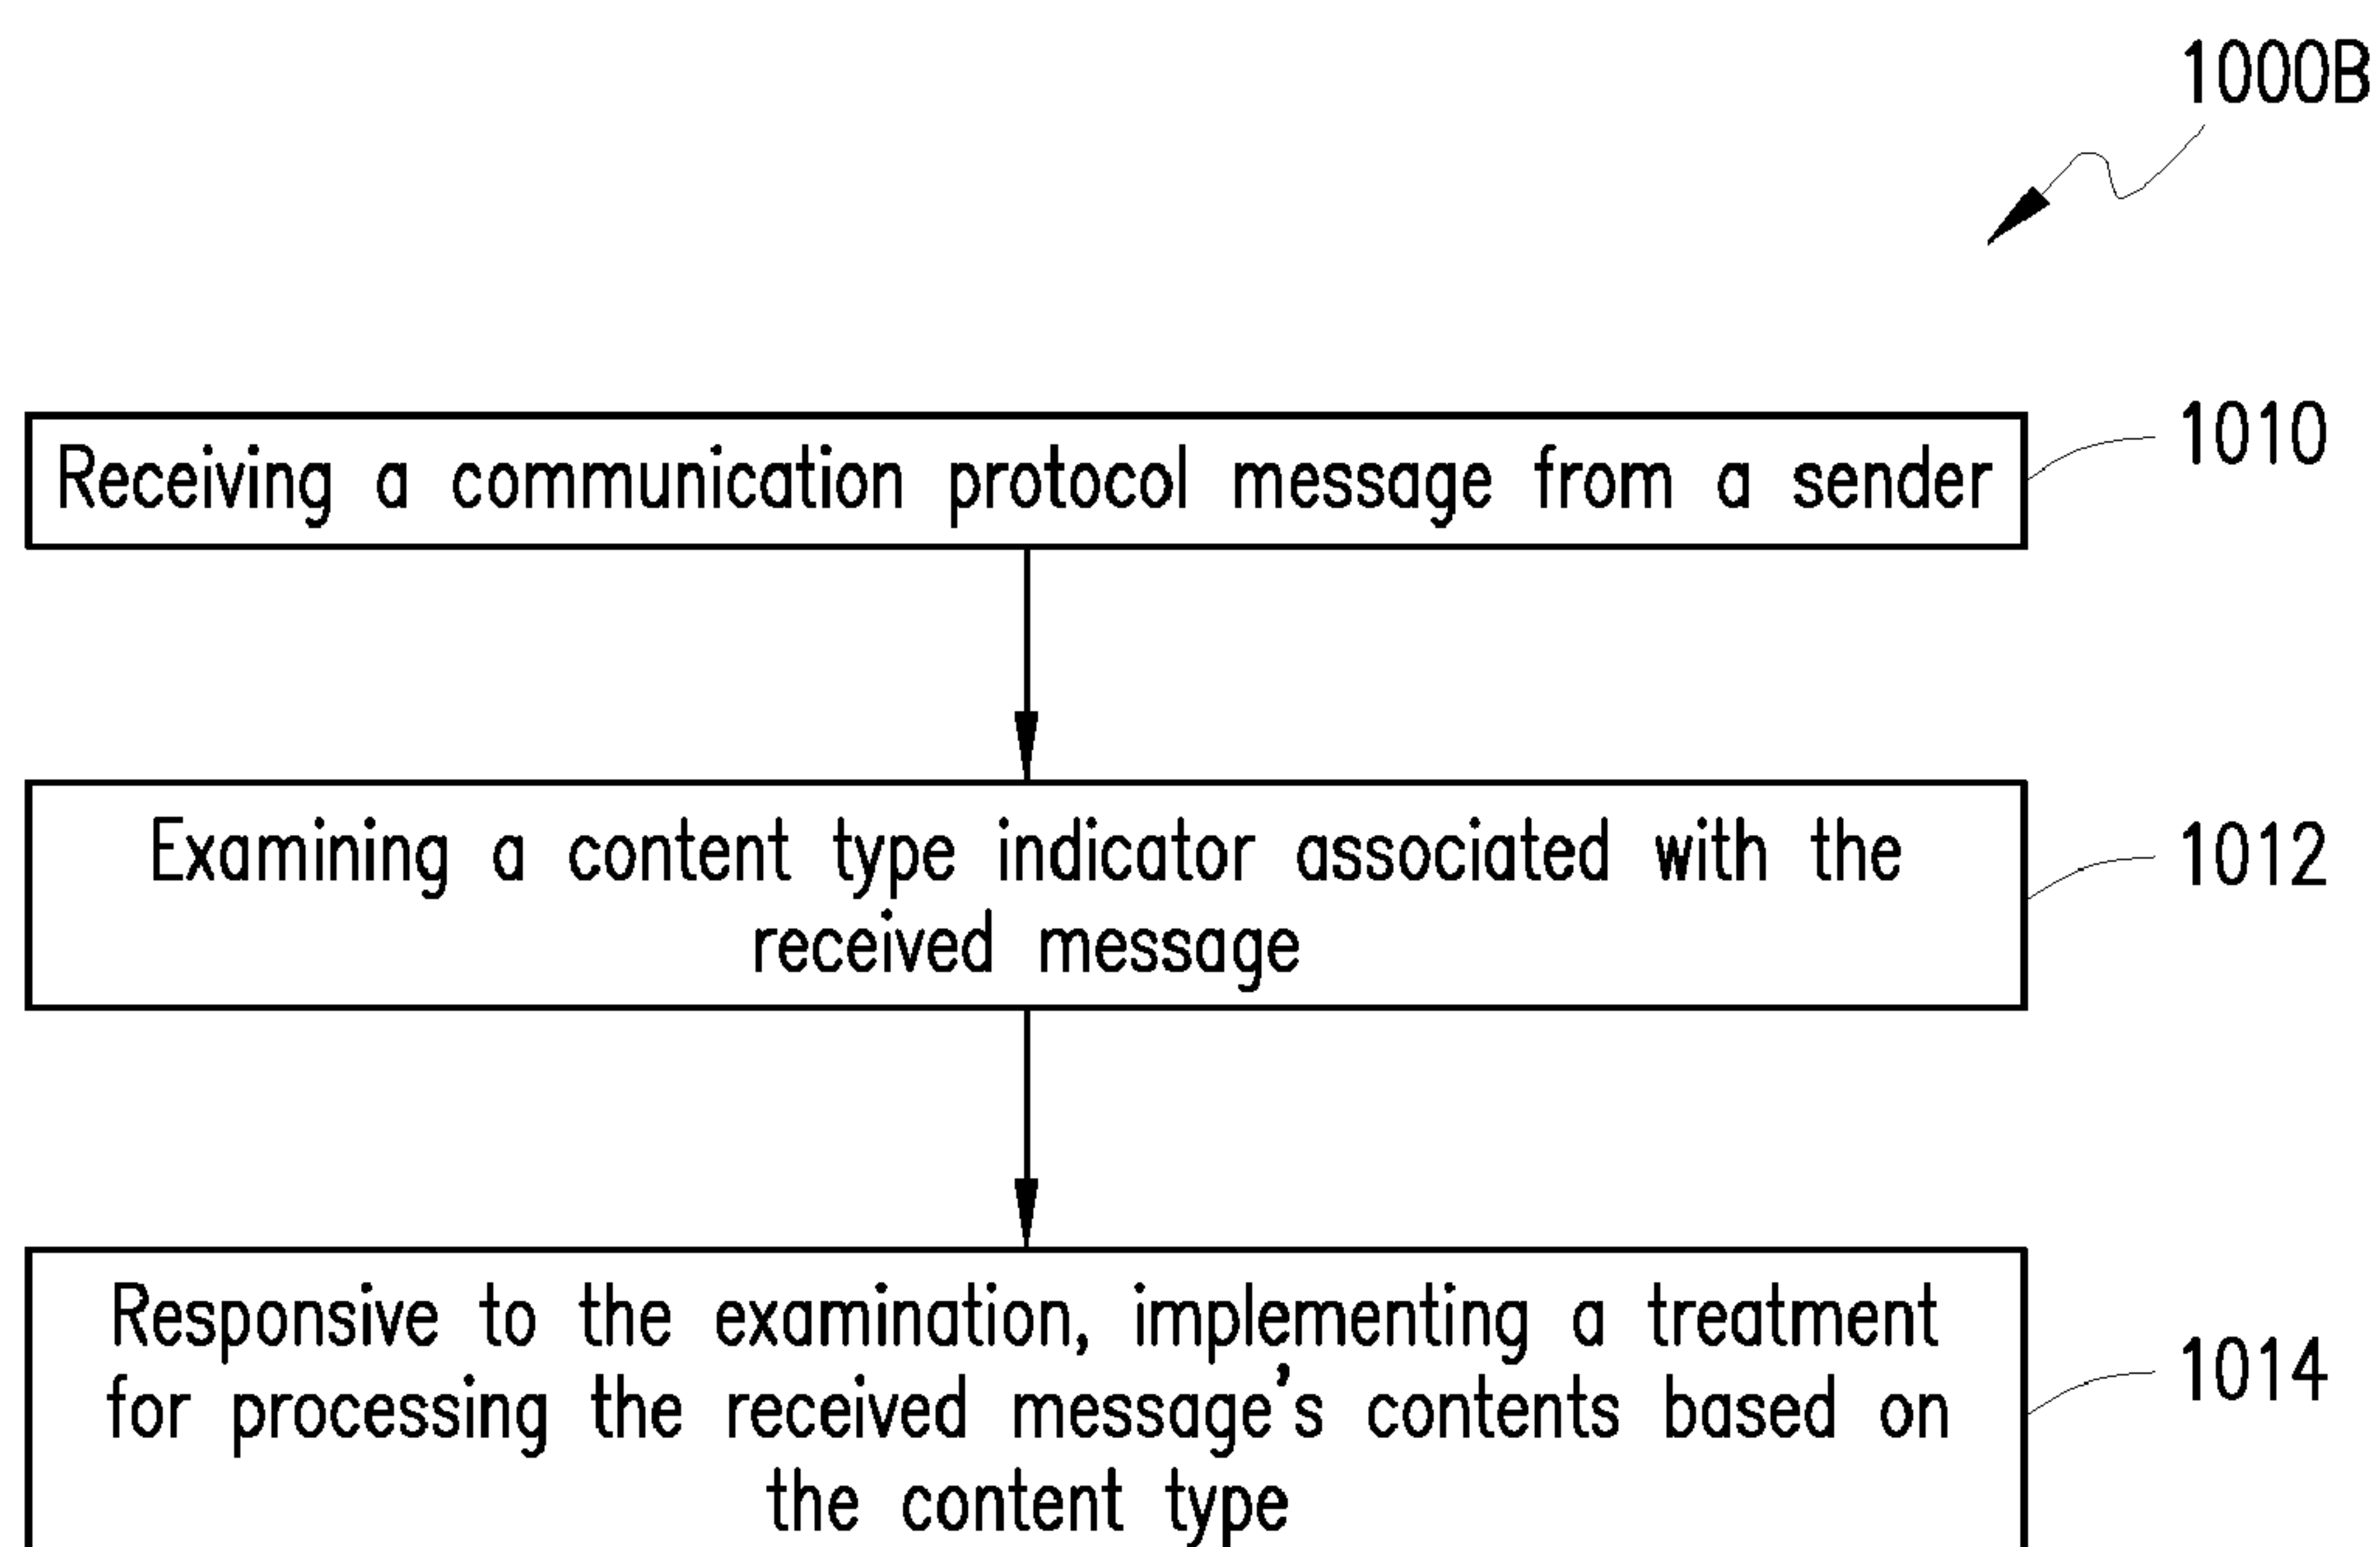 1000B
Receiving a communication protocol message from a sender
1010
Examining a content type indicator associated with the
received message
1012
Responsive to the examination, implementing a treatment
for processing the received message's contents based on
the content type
1014